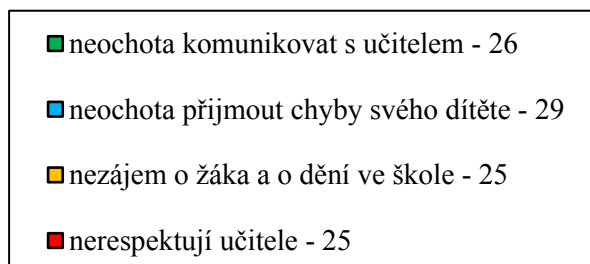 neochota komunikovat s učitelem - 26
neochota přijmout chyby svého dítěte - 29
nezájem o žáka a o dění ve škole - 25
nerespektují učitele - 25